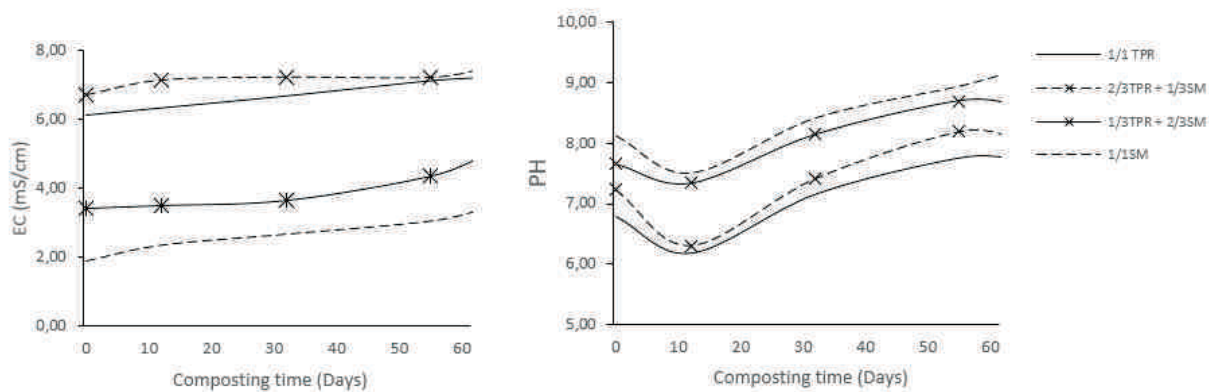 8,00
6,00
4,00
2,00
0,00
EC (mS/cm)
0 10 20 30 40 50 60
Composting time (Days)
10,00
9,00
8,00
7,00
6,00
5,00
PH
0 10 20 30 40 50 60
Composting time (Days)
1/1 TPR
2/3TPR + 1/3SM
1/3TPR + 2/3SM
1/1SM